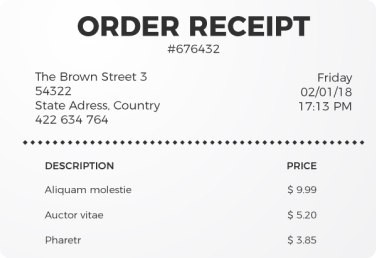 ORDER RECEIPT
#676432
The Brown Street 3
54322
State Adress, Country
422 634 764
Friday
02/01/18
17:13 PM
DESCRIPTION PRICE
Aliquam molestie $ 9.99
Auctor vitae $ 5.20
Pharetr $ 3.85